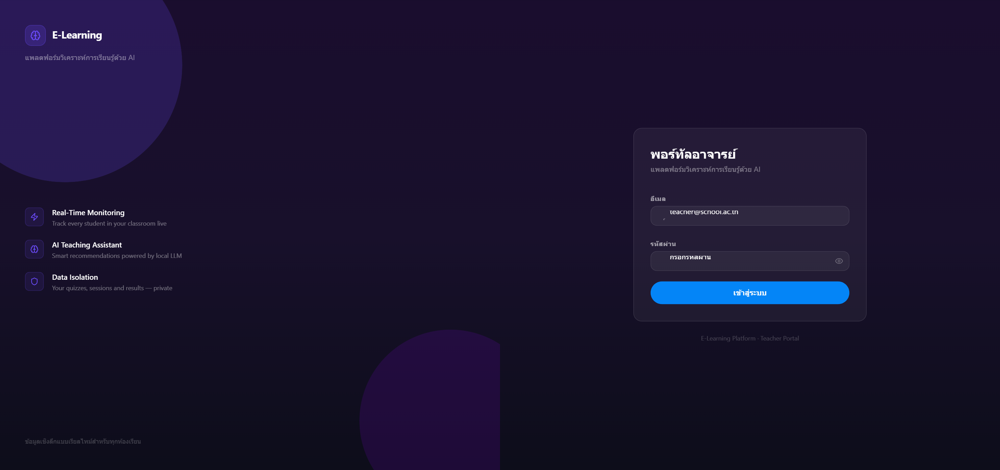 E-Learning
แพลตฟอร์มวิเคราะห์การเรียนรู้ด้วย AI
Real-Time Monitoring
Track every student in your classroom live
AI Teaching Assistant
Smart recommendations powered by local LLM
Data Isolation
Your quizzes, sessions and results — private
ข้อมูลเชิงลึกแบบเรียลไทม์สำหรับทุกห้องเรียน
พอร์ทัลอาจารย์
แพลตฟอร์มวิเคราะห์การเรียนรู้ด้วย AI
อีเมล
teacher@school.ac.th
รหัสผ่าน
กรอกรหัสผ่าน
เข้าสู่ระบบ
E-Learning Platform · Teacher Portal